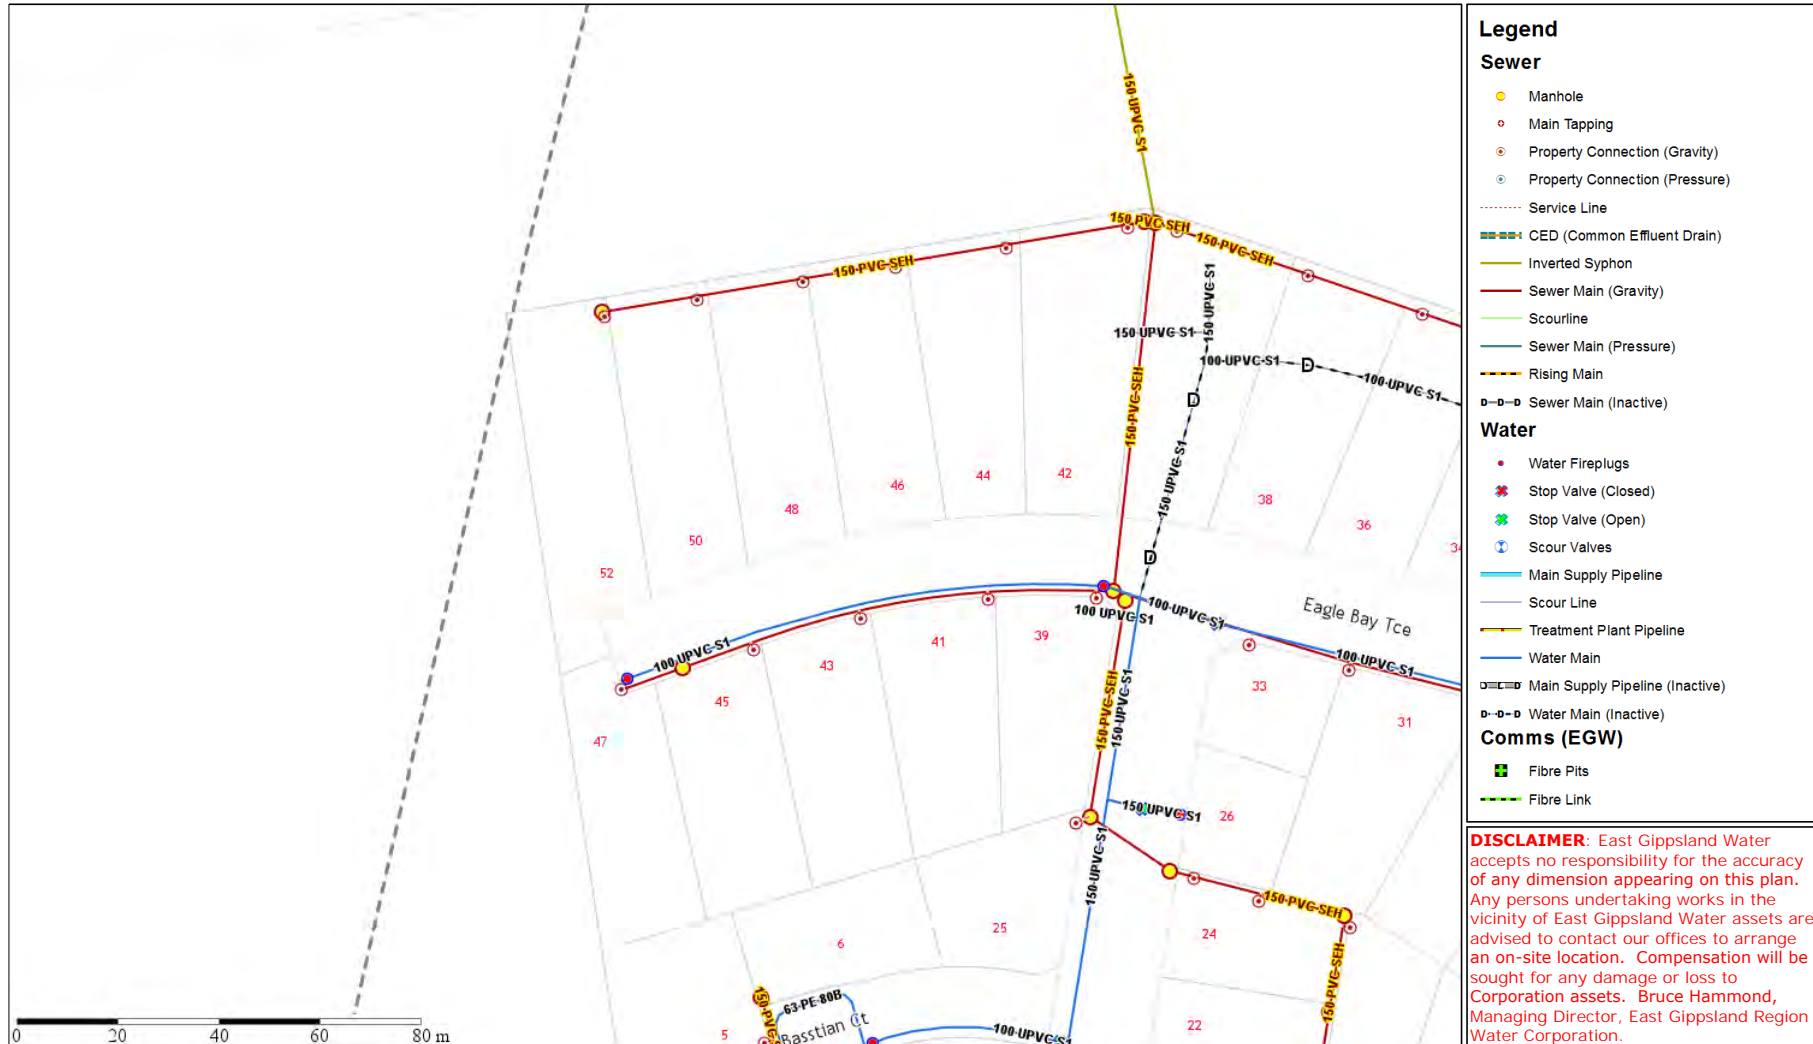 150-UPVC-S1
150-PVC-SEH
150-PVC-SEH
150-PVC-SEH
150-UPVC-S1
150-UPVC-S1
100-UPVC-S1
D
100-UPVC-S1
D
150-PVC-SEH
150-UPVC-S1
42
44
46
48
50
52
38
36
34
D
100-UPVC-S1
100 UPVC-S1
Eagle Bay Tce
100-UPVC-S1
100-UPVC-S1
39
41
43
45
47
33
31
150-PVC-SEH
150-UPVC-S1
150-UPVC-S1
26
150-UPVC-S1
150-PVC-SEH
24
25
6
150-PVC-SEH
22
5
150-PVC
63-PE-80B
Basstian Ct
100-UPVC-S1
0 20 40 60 80 m
Legend
Sewer
Manhole
Main Tapping
Property Connection (Gravity)
Property Connection (Pressure)
Service Line
CED (Common Effluent Drain)
Inverted Syphon
Sewer Main (Gravity)
Scourline
Sewer Main (Pressure)
Rising Main
D-D-D Sewer Main (Inactive)
Water
Water Fireplugs
Stop Valve (Closed)
Stop Valve (Open)
Scour Valves
Main Supply Pipeline
Scour Line
Treatment Plant Pipeline
Water Main
Main Supply Pipeline (Inactive)
D-D-D Water Main (Inactive)
Comms (EGW)
Fibre Pits
Fibre Link
DISCLAIMER: East Gippsland Water
accepts no responsibility for the accuracy
of any dimension appearing on this plan.
Any persons undertaking works in the
vicinity of East Gippsland Water assets are
advised to contact our offices to arrange
an on-site location. Compensation will be
sought for any damage or loss to
Corporation assets. Bruce Hammond,
Managing Director, East Gippsland Region
Water Corporation.